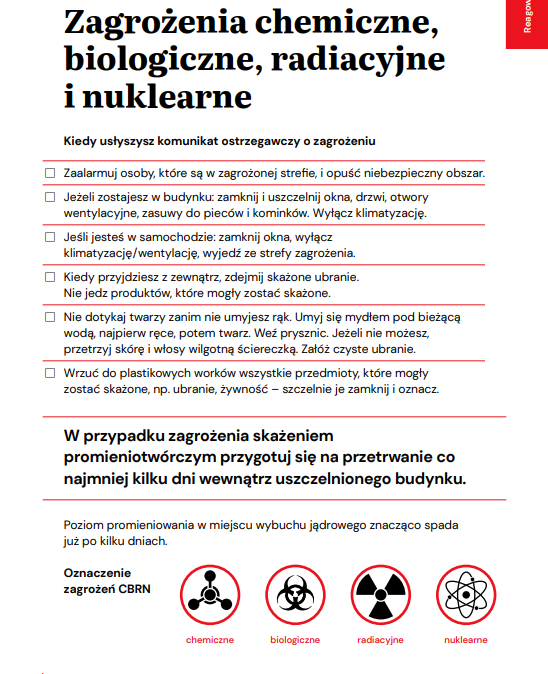 Reagow
Zagrożenia chemiczne,
biologiczne, radiacyjne
i nuklearne
Kiedy usłyszysz komunikat ostrzegawczy o zagrożeniu
Zaalarmuj osoby, które są w zagrożonej strefie, i opuść niebezpieczny obszar.
Jeżeli zostajesz w budynku: zamknij i uszczelnij okna, drzwi, otwory
wentylacyjne, zasuwy do pieców i kominków. Wyłącz klimatyzację.
Jeśli jesteś w samochodzie: zamknij okna, wyłącz
klimatyzację/wentylację, wyjedź ze strefy zagrożenia.
Kiedy przyjdziesz z zewnątrz, zdejmij skażone ubranie.
Nie jedz produktów, które mogły zostać skażone.
Nie dotykaj twarzy zanim nie umyjesz rąk. Umyj się mydłem pod bieżącą
wodą, najpierw ręce, potem twarz. Weź prysznic. Jeżeli nie możesz,
przetrzyj skórę i włosy wilgotną ściereczką. Załóż czyste ubranie.
Wrzuć do plastikowych worków wszystkie przedmioty, które mogły
zostać skażone, np. ubranie, żywność – szczelnie je zamknij i oznacz.
W przypadku zagrożenia skażeniem
promieniotwórczym przygotuj się na przetrwanie co
najmniej kilku dni wewnątrz uszczelnionego budynku.
Poziom promieniowania w miejscu wybuchu jądrowego znacząco spada
już po kilku dniach.
Oznaczenie
zagrożeń CBRN
chemiczne
biologiczne
radiacyjne
nuklearne